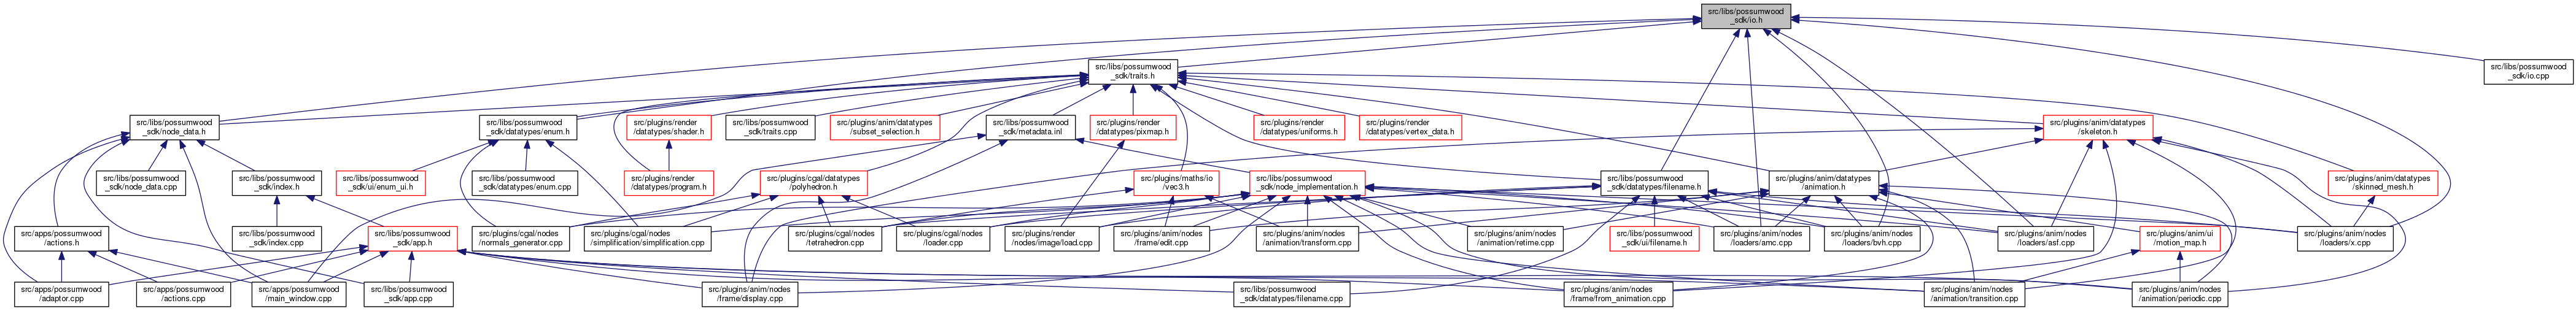 src/libs/possumwood
_sdk/io.h
src/libs/possumwood
_sdk/traits.h
src/libs/possumwood
_sdk/io.cpp
src/libs/possumwood
_sdk/node_data.h
src/libs/possumwood
_sdk/datatypes/enum.h
src/plugins/render
/datatypes/shader.h
src/libs/possumwood
_sdk/traits.cpp
src/plugins/anim/datatypes
/subset_selection.h
src/libs/possumwood
_sdk/metadata.inl
src/plugins/render
/datatypes/pixmap.h
src/plugins/render
/datatypes/uniforms.h
src/plugins/render
/datatypes/vertex_data.h
src/plugins/anim/datatypes
/skeleton.h
src/libs/possumwood
_sdk/node_data.cpp
src/libs/possumwood
_sdk/index.h
src/libs/possumwood
_sdk/ui/enum_ui.h
src/libs/possumwood
_sdk/datatypes/enum.cpp
src/plugins/render
/datatypes/program.h
src/plugins/cgal/datatypes
/polyhedron.h
src/plugins/maths/io
/vec3.h
src/libs/possumwood
_sdk/node_implementation.h
src/libs/possumwood
_sdk/datatypes/filename.h
src/plugins/anim/datatypes
/animation.h
src/plugins/anim/datatypes
/skinned_mesh.h
src/apps/possumwood
/actions.h
src/libs/possumwood
_sdk/index.cpp
src/libs/possumwood
_sdk/app.h
src/plugins/cgal/nodes
/normals_generator.cpp
src/plugins/cgal/nodes
/simplification/simplification.cpp
src/plugins/cgal/nodes
/tetrahedron.cpp
src/plugins/cgal/nodes
/loader.cpp
src/plugins/render
/nodes/image/load.cpp
src/plugins/anim/nodes
/frame/edit.cpp
src/plugins/anim/nodes
/animation/transform.cpp
src/plugins/anim/nodes
/animation/retime.cpp
src/libs/possumwood
_sdk/ui/filename.h
src/plugins/anim/nodes
/loaders/amc.cpp
src/plugins/anim/nodes
/loaders/bvh.cpp
src/plugins/anim/nodes
/loaders/asf.cpp
src/plugins/anim/ui
/motion_map.h
src/plugins/anim/nodes
/loaders/x.cpp
src/apps/possumwood
/adaptor.cpp
src/apps/possumwood
/actions.cpp
src/apps/possumwood
/main_window.cpp
src/libs/possumwood
_sdk/app.cpp
src/plugins/anim/nodes
/frame/display.cpp
src/libs/possumwood
_sdk/datatypes/filename.cpp
src/plugins/anim/nodes
/frame/from_animation.cpp
src/plugins/anim/nodes
/animation/transition.cpp
src/plugins/anim/nodes
/animation/periodic.cpp